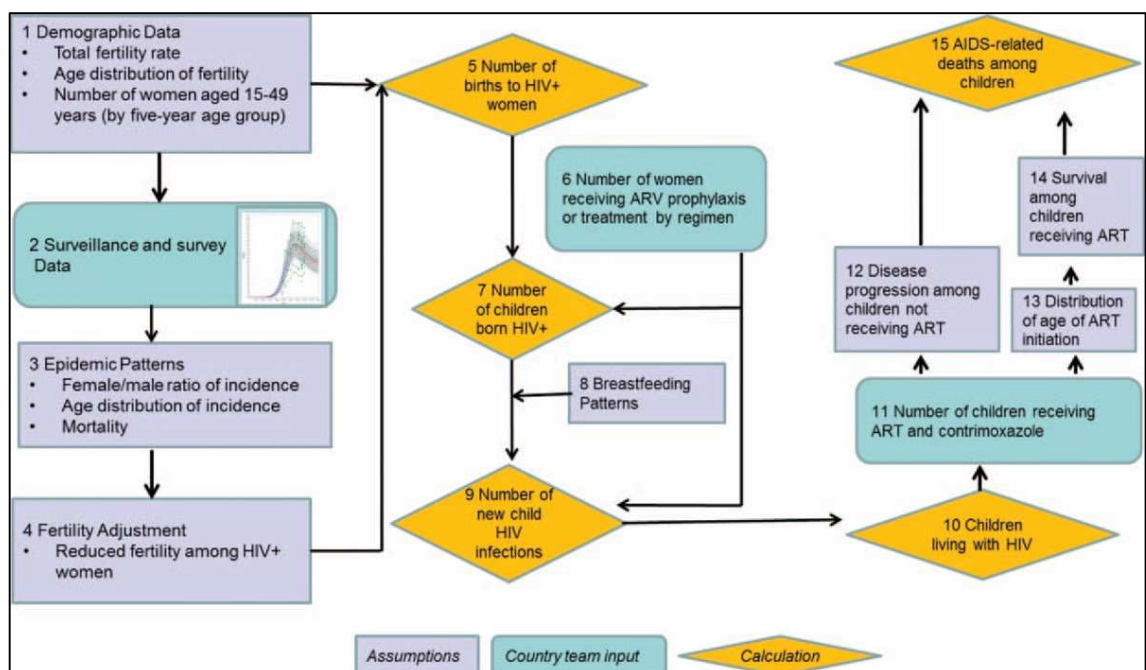 1 Demographic Data
• Total fertility rate
• Age distribution of fertility
• Number of women aged 15-49
years (by five-year age group)
2 Surveillance and survey
Data
3 Epidemic Patterns
• Female/male ratio of incidence
• Age distribution of incidence
• Mortality
4 Fertility Adjustment
• Reduced fertility among HIV+
women
5 Number of
births to HIV+
women
6 Number of women
receiving ARV prophylaxis
or treatment by regimen
7 Number
of children
born HIV+
8 Breastfeeding
Patterns
9 Number of
new child
HIV
infections
10 Children
living with HIV
11 Number of children receiving
ART and contrimoxazole
12 Disease
progression among
children not
receiving ART
13 Distribution
of age of ART
initiation
14 Survival
among
children
receiving ART
15 AIDS-related
deaths among
children
Assumptions
Country team input
Calculation